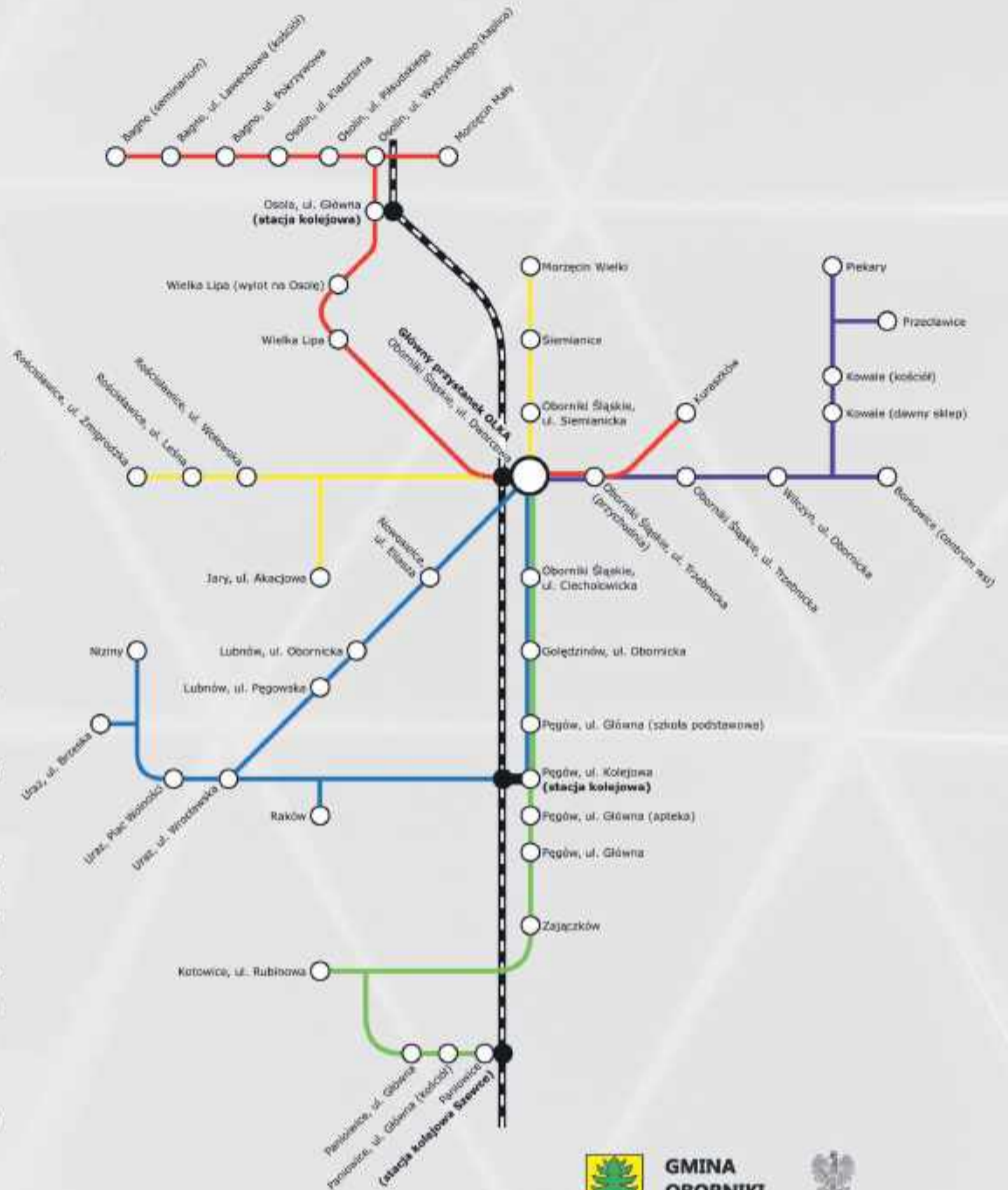 Bagno (seminarium)
Bagno, ul. Lawendowa (kościół)
Bagno, ul. Pokrzywowa
Osolin, ul. Klasztorna
Osolin, ul. Piłsudskiego
Osolin, ul. Wyszyńskiego (kaplica)
Morzęcin Mały
Osola, ul. Główna
(stacja kolejowa)
Wielka Lipa (wylot na Osolę)
Wielka Lipa
Główny przystanek OLKA
Oborniki Śląskie, ul. Dworcowa
Morzęcin Wielki
Siemianice
Oborniki Śląskie,
ul. Siemianicka
Kuraszków
Piekary
Przecławice
Kowale (kościół)
Kowale (dawny sklep)
Rościsławice, ul. Żmigrodzka
Rościsławice, ul. Leśna
Rościsławice, ul. Wołowska
Jary, ul. Akacjowa
Oborniki Śląskie, ul. Trzebnicka
(przychodnia)
Oborniki Śląskie, ul. Trzebnicka
Wilczyn, ul. Obornicka
Borkowice (centrum wsi)
Nowosielce,
ul. Eliasza
Oborniki Śląskie,
ul. Ciecholowicka
Lubnów, ul. Obornicka
Golędzinów, ul. Obornicka
Lubnów, ul. Pęgowska
Niziny
Uraz, ul. Brzeska
Uraz, Plac Wolności
Uraz, ul. Wrocławska
Raków
Pęgów, ul. Główna (szkoła podstawowa)
Pęgów, ul. Kolejowa
(stacja kolejowa)
Pęgów, ul. Główna (apteka)
Pęgów, ul. Główna
Zajączków
Kotowice, ul. Rubinowa
Paniowice, ul. Główna
Paniowice, ul. Główna (kościół)
Paniowice
(stacja kolejowa Szewce)
GMINA
OBORNIKI